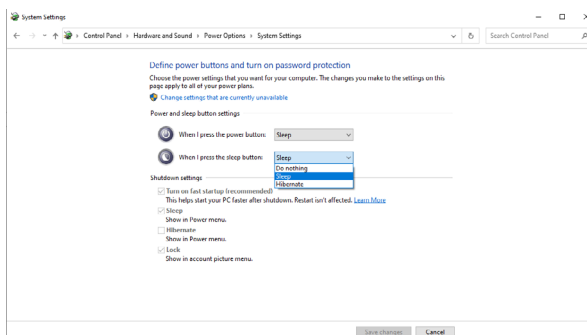 System Settings
Control Panel > Hardware and Sound > Power Options > System Settings
Search Control Panel
Define power buttons and turn on password protection
Choose the power settings that you want for your computer. The changes you make to the settings on this
page apply to all of your power plans.
Change settings that are currently unavailable
Power and sleep button settings
When I press the power button: Sleep
When I press the sleep button: Sleep
Do nothing
Sleep
Hibernate
Shutdown settings
Turn on fast startup (recommended)
This helps start your PC faster after shutdown. Restart isn't affected. Learn More
Sleep
Show in Power menu.
Hibernate
Show in Power menu.
Lock
Show in account picture menu.
Save changes Cancel